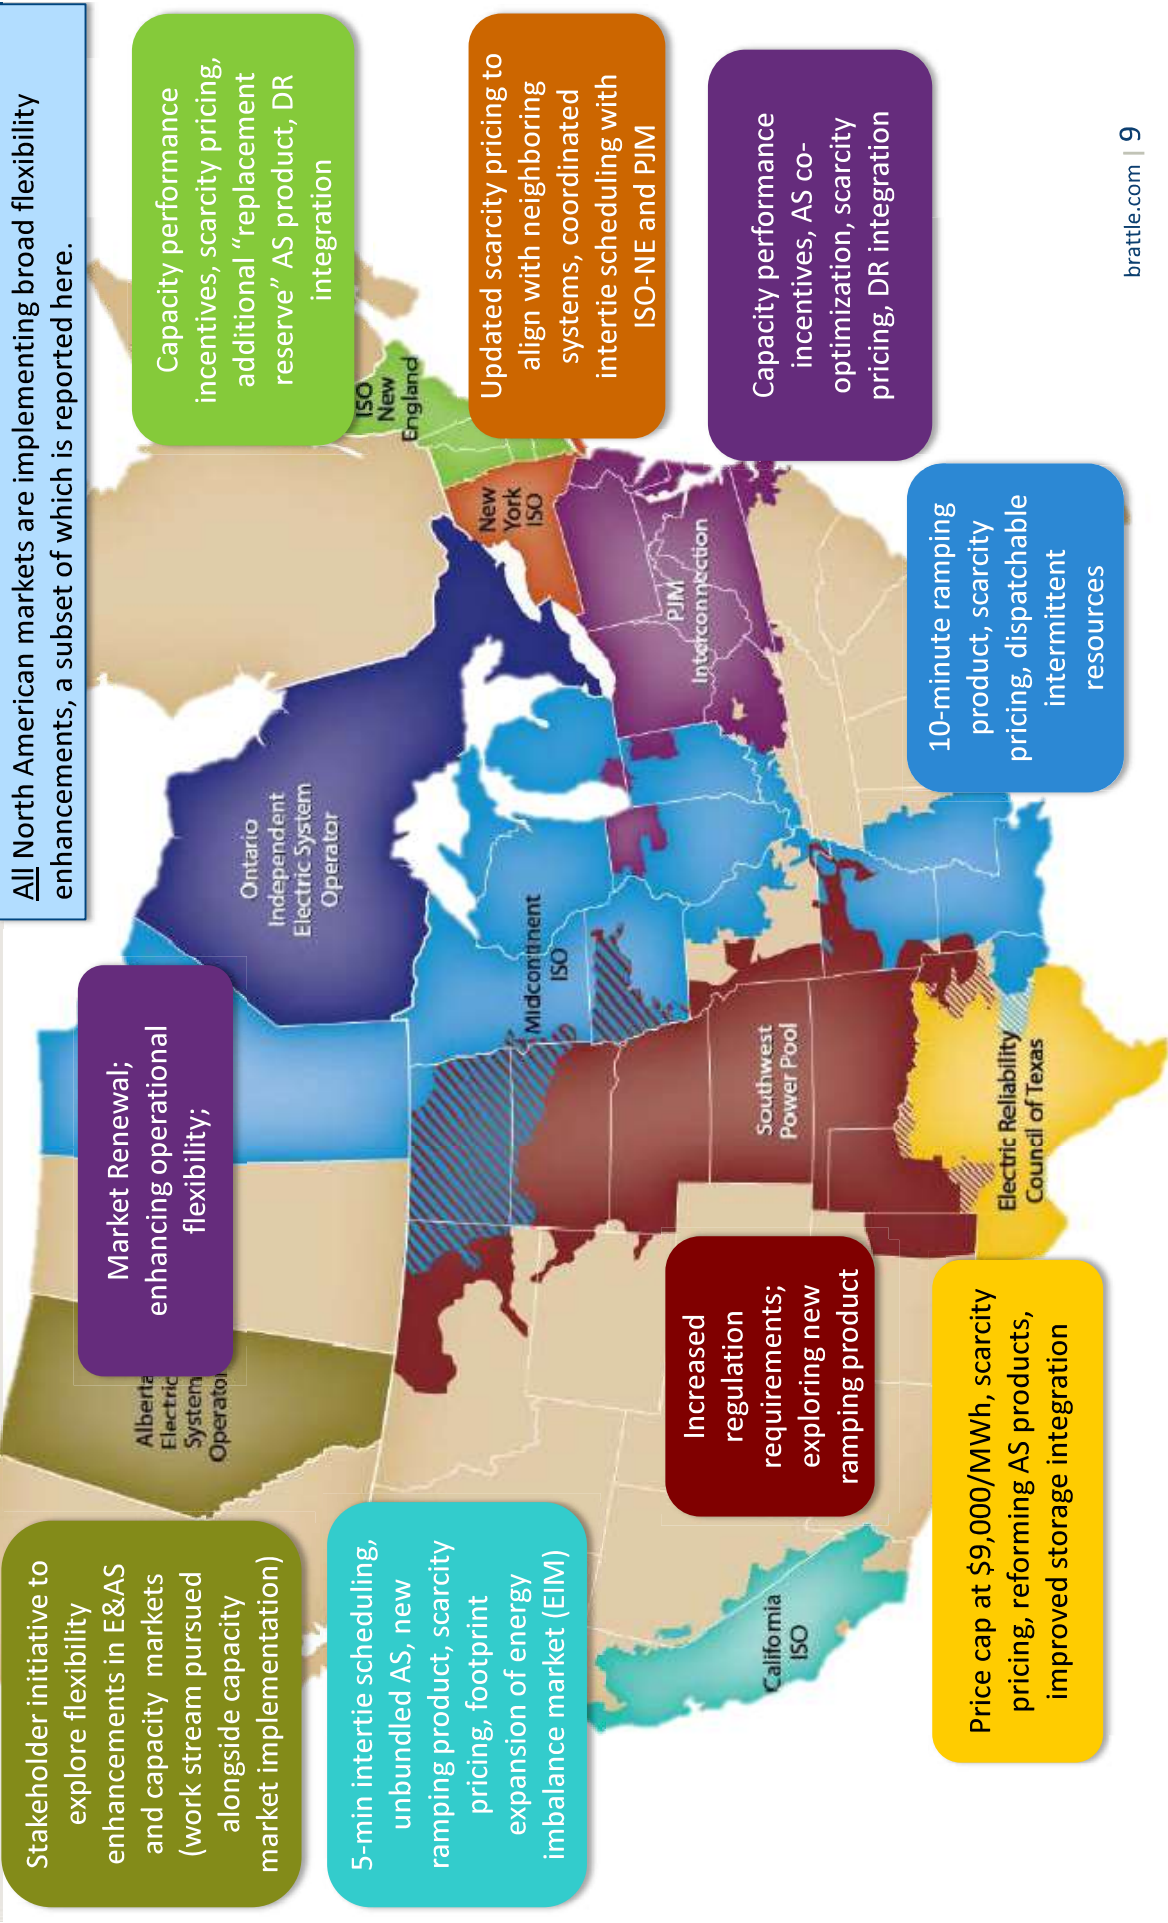 All North American markets are implementing broad flexibility
enhancements, a subset of which is reported here.
Stakeholder initiative to
explore flexibility
enhancements in E&AS
and capacity markets
(work stream pursued
alongside capacity
market implementation)
Alberta
Electric
System
Operator
Market Renewal;
enhancing operational
flexibility;
Ontario
Independent
Electric System
Operator
Capacity performance
incentives, scarcity pricing,
additional “replacement
reserve” AS product, DR
integration
ISO
New
England
5-min intertie scheduling,
unbundled AS, new
ramping product, scarcity
pricing, footprint
expansion of energy
imbalance market (EIM)
Midcontinent
ISO
New
York
ISO
Updated scarcity pricing to
align with neighboring
systems, coordinated
intertie scheduling with
ISO-NE and PJM
PJM
Interconnection
Increased
regulation
requirements;
exploring new
ramping product
California
ISO
Southwest
Power Pool
Capacity performance
incentives, AS co-
optimization, scarcity
pricing, DR integration
Price cap at $9,000/MWh, scarcity
pricing, reforming AS products,
improved storage integration
Electric Reliability
Council of Texas
10-minute ramping
product, scarcity
pricing, dispatchable
intermittent
resources
brattle.com | 9